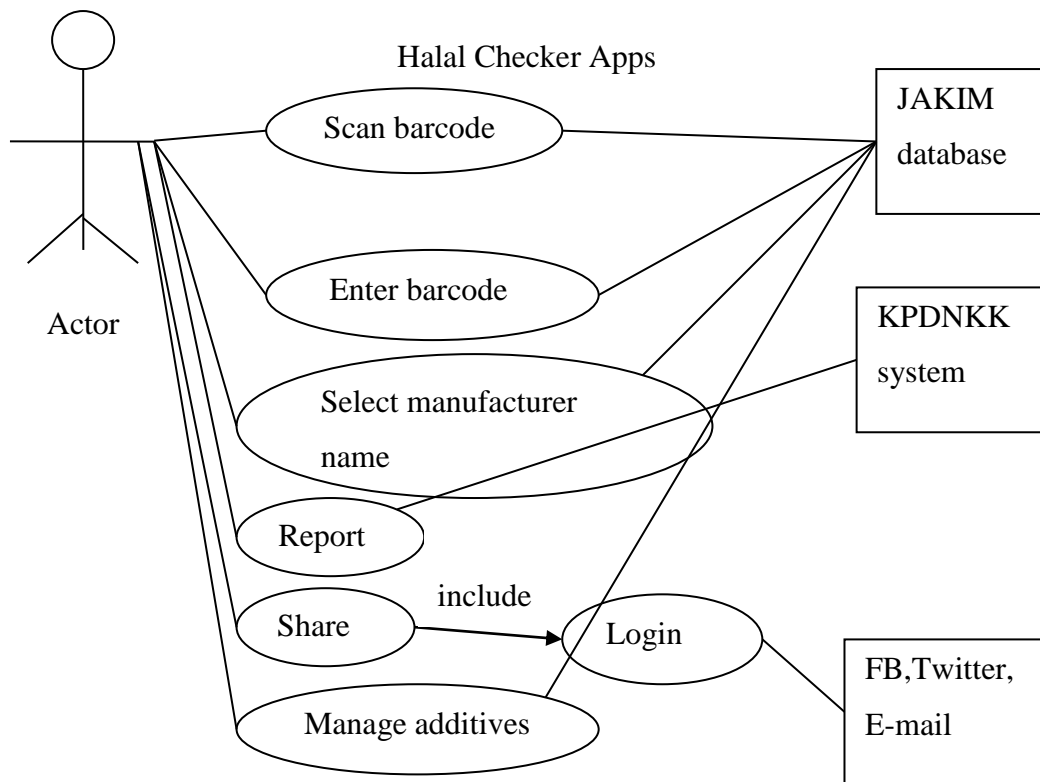 Halal Checker Apps
Scan barcode
JAKIM
database
Enter barcode
Actor
KPDNKK
system
Select manufacturer
name
Report
include
Share
Login
FB,Twitter,
E-mail
Manage additives